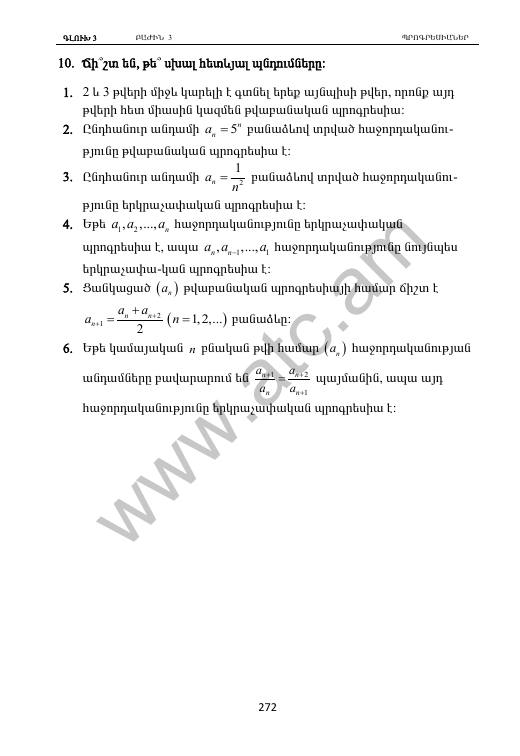 ԳԼՈՒԽ 3 ԲԱԺԻՆ 3 ՊՐՈԳՐԵՍԻԱՆԵՐ
10. Ճի՞շտ են, թե՞ սխալ հետևյալ պնդումները:
1. 2 և 3 թվերի միջև կարելի է գտնել երեք այնպիսի թվեր, որոնք այդ
թվերի հետ միասին կազմեն թվաբանական պրոգրեսիա:
2. Ընդհանուր անդամի aₙ = 5ⁿ բանաձևով տրված հաջորդականու-
թյունը թվաբանական պրոգրեսիա է:
3. Ընդհանուր անդամի aₙ = 1/n² բանաձևով տրված հաջորդականու-
թյունը երկրաչափական պրոգրեսիա է:
4. Եթե a₁,a₂,...,aₙ հաջորդականությունը երկրաչափական
պրոգրեսիա է, ապա aₙ,aₙ₋₁,...,a₁ հաջորդականությունը նույնպես
երկրաչափա-կան պրոգրեսիա է:
5. Ցանկացած (aₙ) թվաբանական պրոգրեսիայի համար ճիշտ է
aₙ₊₁ = (aₙ + aₙ₊₂)/2 (n = 1,2,...) բանաձևը:
6. Եթե կամայական n բնական թվի համար (aₙ) հաջորդականության
անդամները բավարարում են aₙ₊₁/aₙ = aₙ₊₂/aₙ₊₁ պայմանին, ապա այդ
հաջորդականությունը երկրաչափական պրոգրեսիա է:
www.atc.am
272